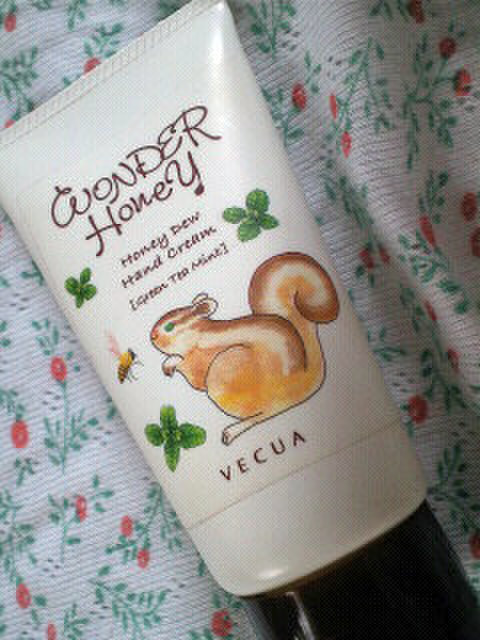 WONDER
Honey
Honey Dew
Hand Cream
[Green Tea Mint]
VECUA